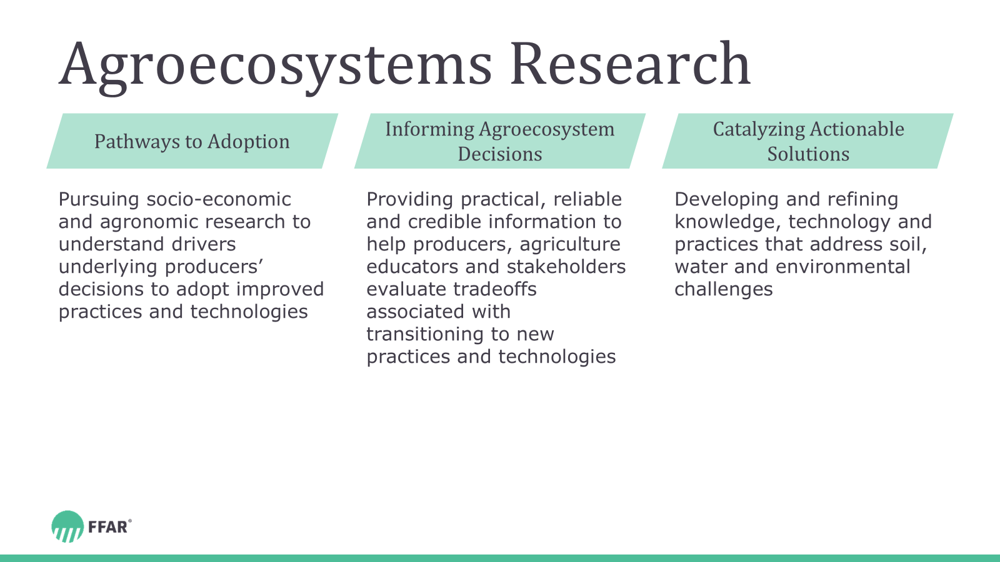 Agroecosystems Research
Pathways to Adoption
Pursuing socio-economic
and agronomic research to
understand drivers
underlying producers’
decisions to adopt improved
practices and technologies
Informing Agroecosystem
Decisions
Providing practical, reliable
and credible information to
help producers, agriculture
educators and stakeholders
evaluate tradeoffs
associated with
transitioning to new
practices and technologies
Catalyzing Actionable
Solutions
Developing and refining
knowledge, technology and
practices that address soil,
water and environmental
challenges
FFAR®